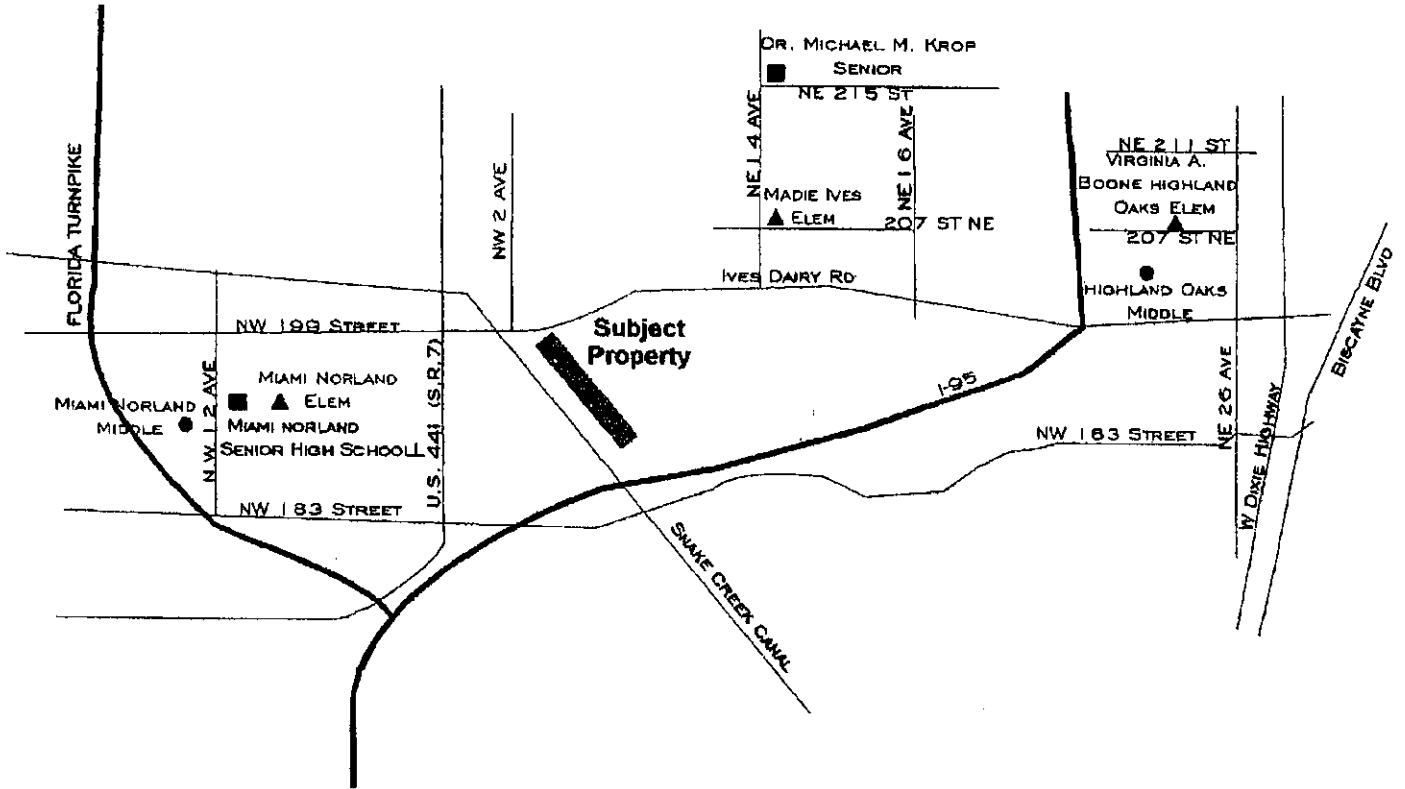 DR. MICHAEL M. KROP
SENIOR
NE 215 ST
NE 14 AVE
NE 16 AVE
MADIE IVES
ELEM
207 ST NE
IVES DAIRY RD
NE 211 ST
VIRGINIA A.
BOONE HIGHLAND
OAKS ELEM
207 ST NE
HIGHLAND OAKS
MIDDLE
BISCAYNE BLVD
FLORIDA TURNPIKE
NW 2 AVE
NW 199 STREET
Subject
Property
MIAMI NORLAND
ELEM
MIAMI NORLAND
MIDDLE
MIAMI NORLAND
SENIOR HIGH SCHOOLL
N.W. 12 AVE
U.S. 441 (S.R.7)
I-95
NW 163 STREET
NE 26 AVE
W DIXIE HIGHWAY
NW 183 STREET
SNAKE CREEK CANAL